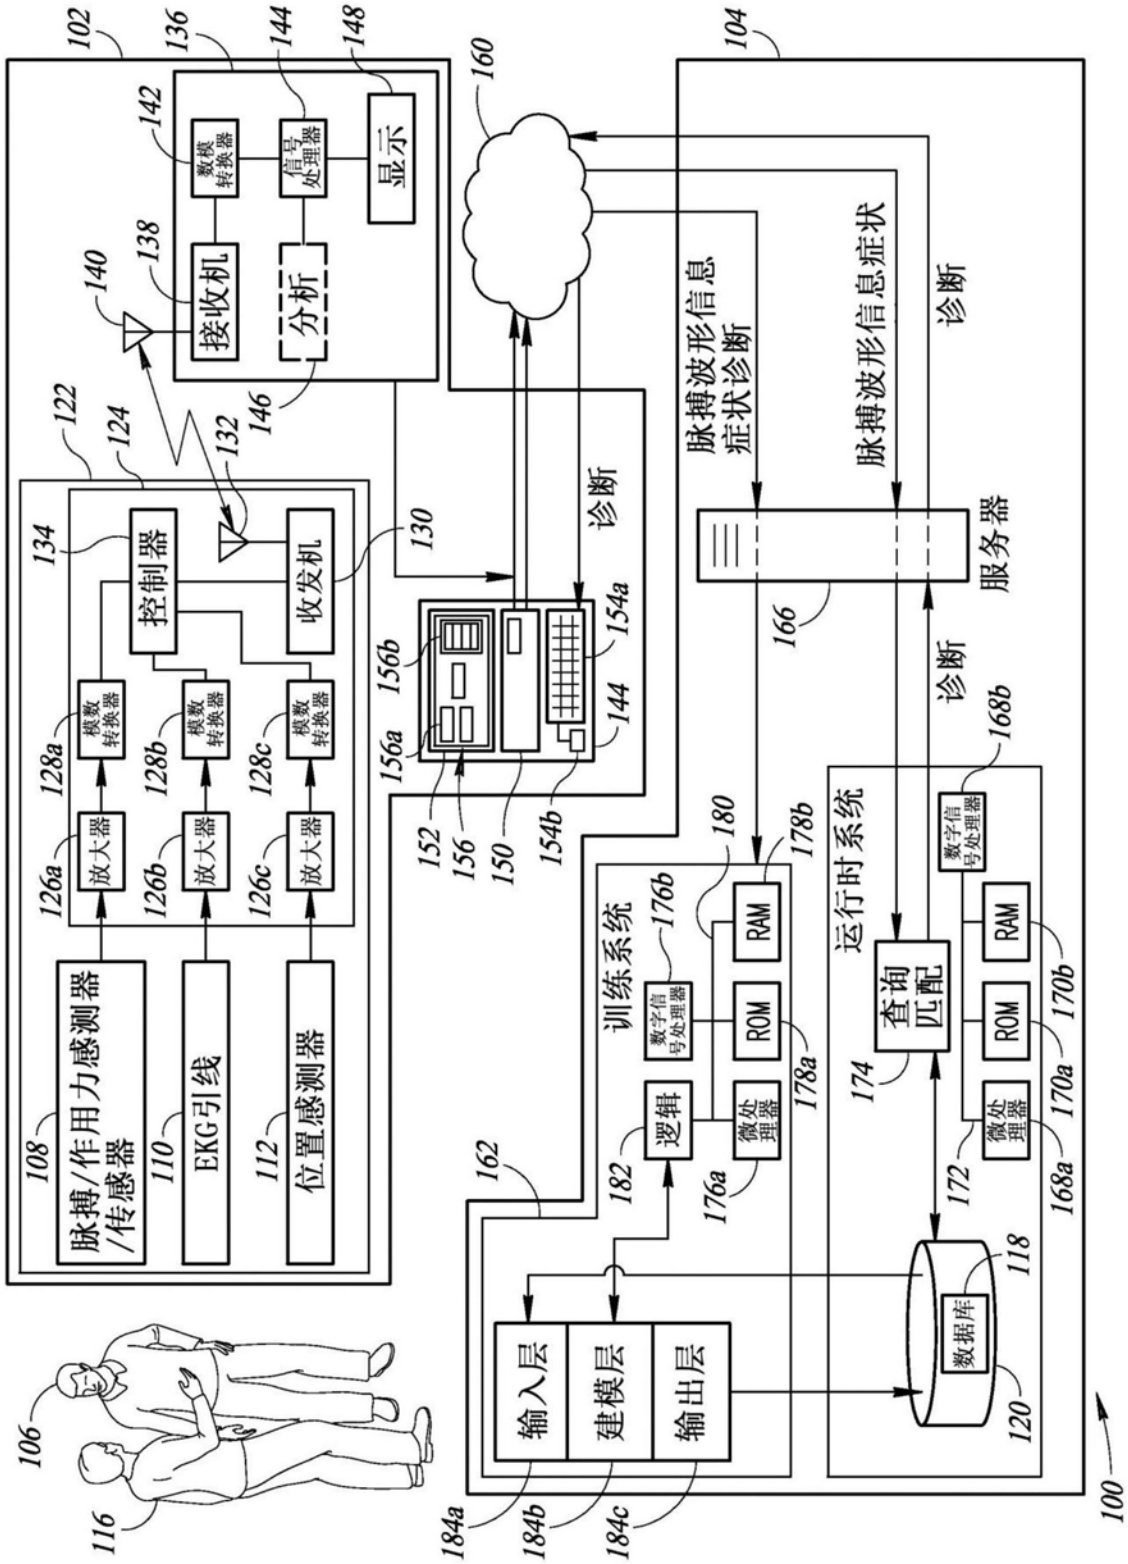 102
136
144
148
142
数模
转换器
信号
处理器
显示
138
140
接收机
分析
146
122
124
132
134
控制器
收发机
130
128a
模数
转换器
128b
模数
转换器
128c
模数
转换器
126a
放大器
126b
放大器
126c
放大器
108
脉搏/作用力感测器
/传感器
110
EKG引线
112
位置感测器
106
116
160
诊断
156b
154a
156a
144
152
156
150
154b
104
脉搏波形信息
症状诊断
脉搏波形信息症状
诊断
服务器
166
诊断
训练系统
162
182
逻辑
176b
数字信
号处理器
180
178b
RAM
ROM
178a
微处
理器
176a
184a
输入层
184b
建模层
184c
输出层
运行时系统
168b
数字信
号处理器
查询
匹配
174
RAM
170b
ROM
170a
172
微处
理器
168a
118
数据库
120
100